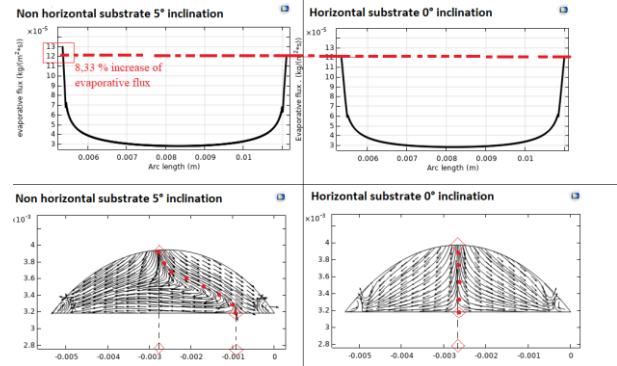 Non horizontal substrate 5° inclination
×10⁻⁵
13
12
11
10
9
8
7
6
5
4
3
evaporative flux (kg/(m²*s))
8,33 % increase of
evaporative flux
0.006 0.007 0.008 0.009 0.01
Arc length (m)
Horizontal substrate 0° inclination
×10⁻⁵
13
12
11
10
9
8
7
6
5
4
3
Evaporative flux , (kg/(m²*s))
0.006 0.007 0.008 0.009 0.01
Arc length (m)
Non horizontal substrate 5° inclination
×10⁻³
4
3.8
3.6
3.4
3.2
3
2.8
-0.005 -0.004 -0.003 -0.002 -0.001 0
Horizontal substrate 0° inclination
×10⁻³
4
3.8
3.6
3.4
3.2
3
2.8
-0.005 -0.004 -0.003 -0.002 -0.001 0